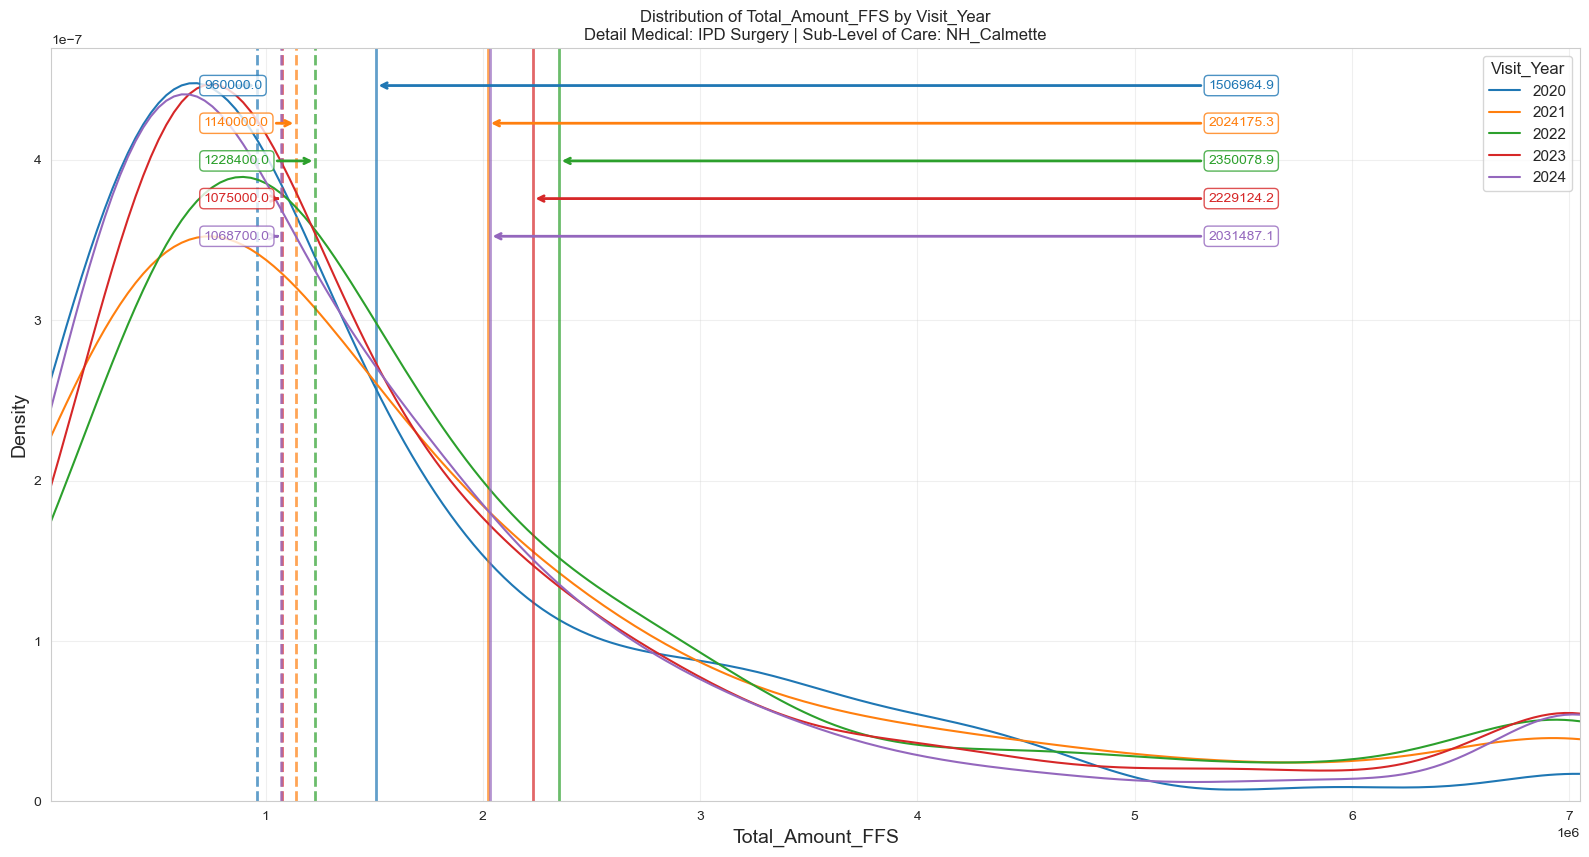 Distribution of Total_Amount_FFS by Visit_Year
Detail Medical: IPD Surgery | Sub-Level of Care: NH_Calmette
1e−7
Visit_Year
2020
2021
2022
2023
2024
960000.0
1506964.9
1140000.0
2024175.3
1228400.0
2350078.9
1075000.0
2229124.2
1068700.0
2031487.1
4
3
2
1
0
Density
1 2 3 4 5 6 7
1e6
Total_Amount_FFS